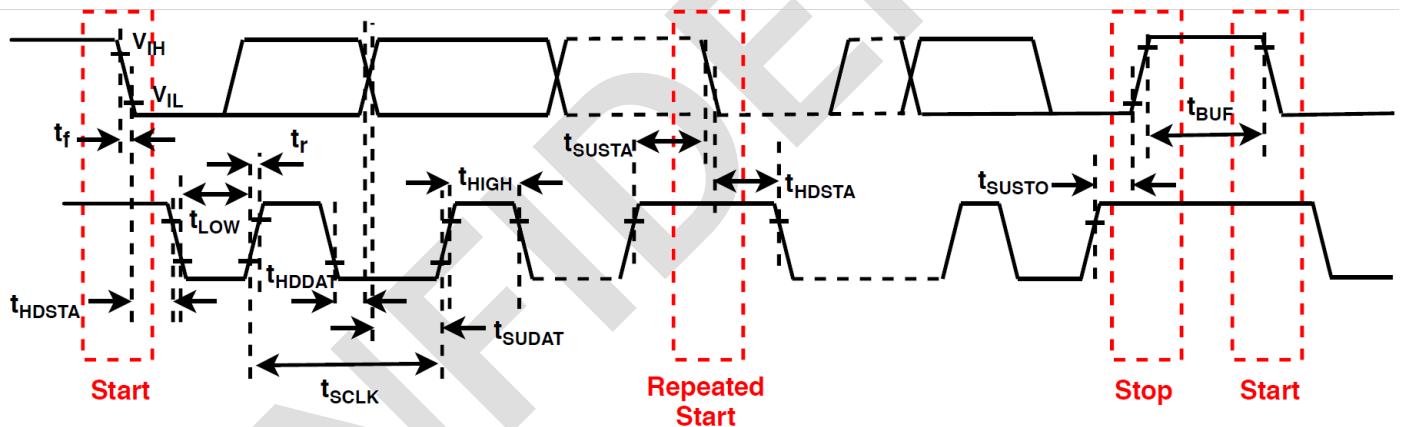 VIH
VIL
tf
tr
tBUF
tSUSTA
tHIGH
tHDSTA
tSUSTO
tLOW
tHDDAT
tHDSTA
tSUDAT
tSCLK
Start
Repeated
Start
Stop
Start